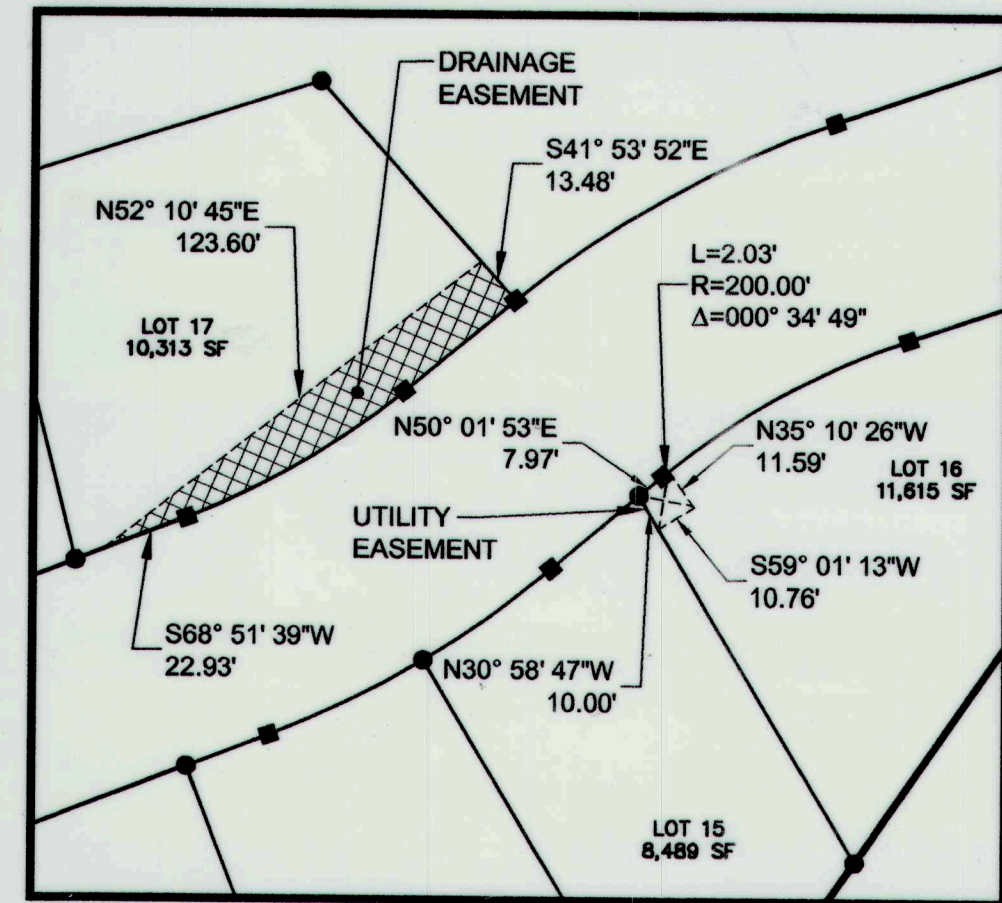 DRAINAGE
EASEMENT
S41° 53' 52"E
13.48'
N52° 10' 45"E
123.60'
L=2.03'
R=200.00'
Δ=000° 34' 49"
LOT 17
10,313 SF
N50° 01' 53"E
7.97'
N35° 10' 26"W
11.59'
LOT 16
11,615 SF
UTILITY
EASEMENT
S59° 01' 13"W
10.76'
S68° 51' 39"W
22.93'
N30° 58' 47"W
10.00'
LOT 15
8,489 SF